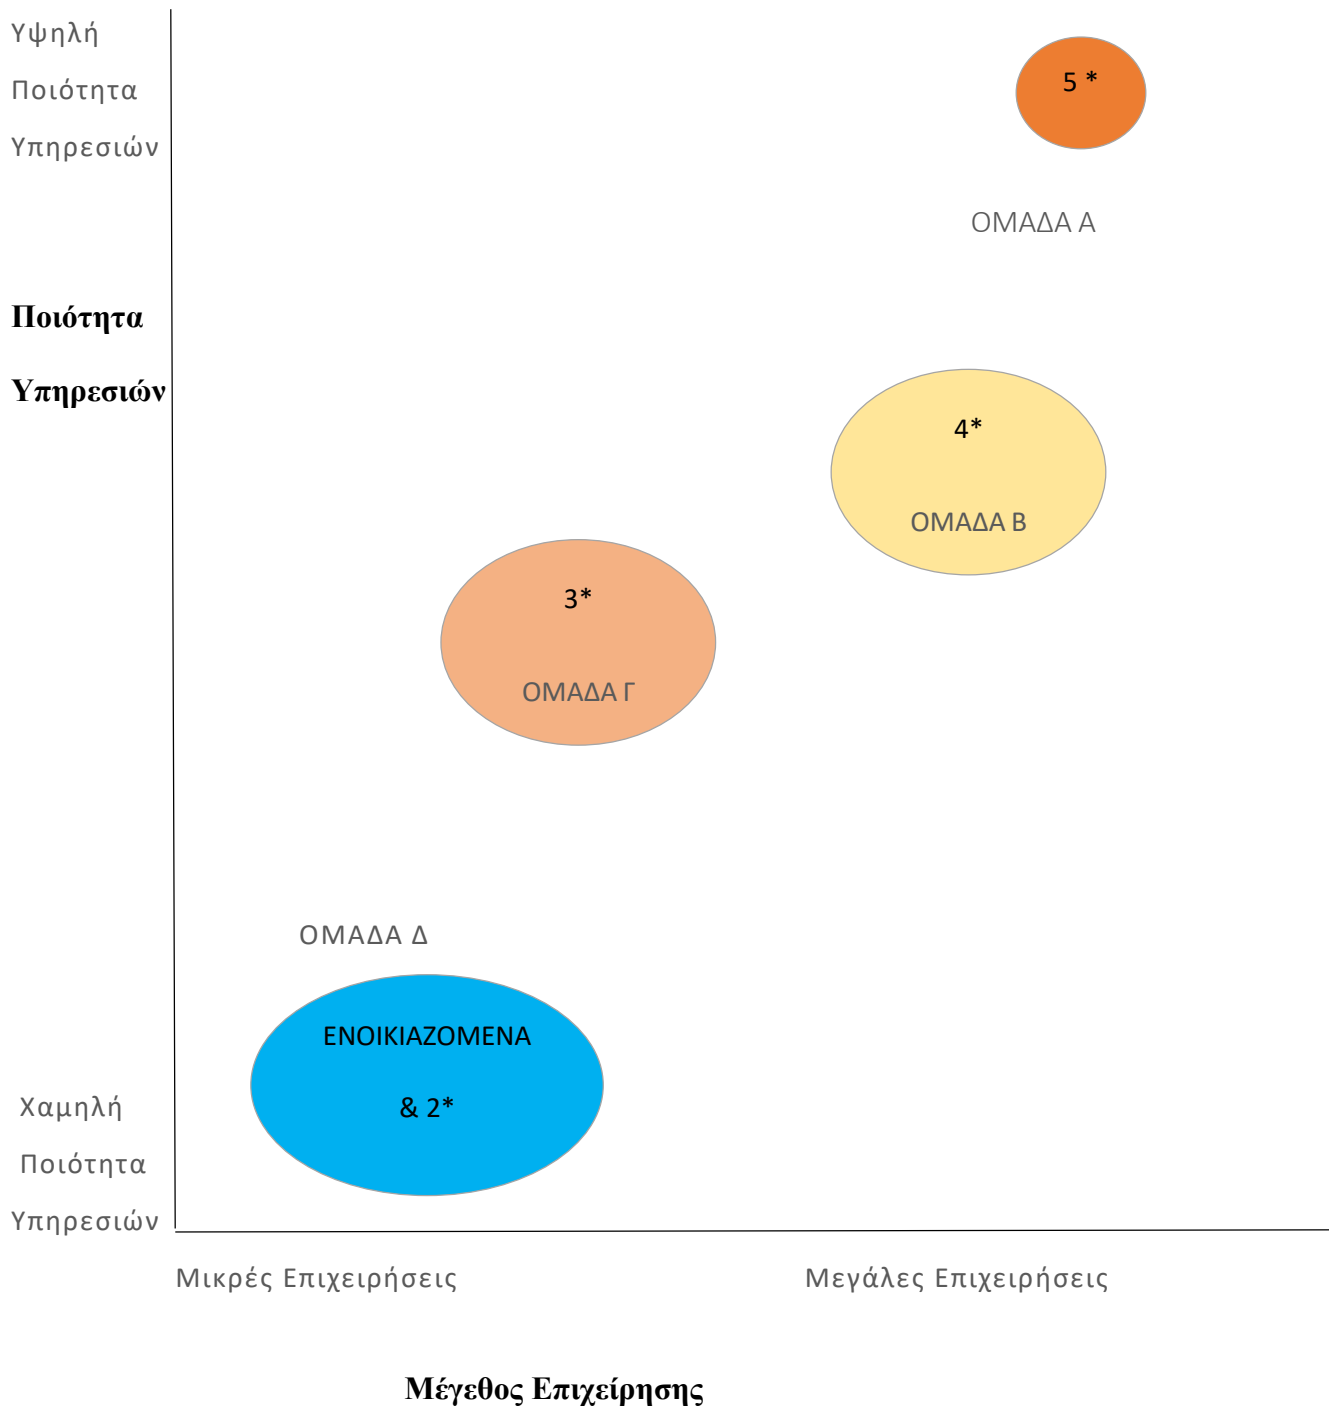 Υψηλή
Ποιότητα
Υπηρεσιών
5 *
ΟΜΑΔΑ Α
Ποιότητα
Υπηρεσιών
4*
ΟΜΑΔΑ Β
3*
ΟΜΑΔΑ Γ
ΟΜΑΔΑ Δ
ΕΝΟΙΚΙΑΖΟΜΕΝΑ
& 2*
Χαμηλή
Ποιότητα
Υπηρεσιών
Μικρές Επιχειρήσεις
Μεγάλες Επιχειρήσεις
Μέγεθος Επιχείρησης